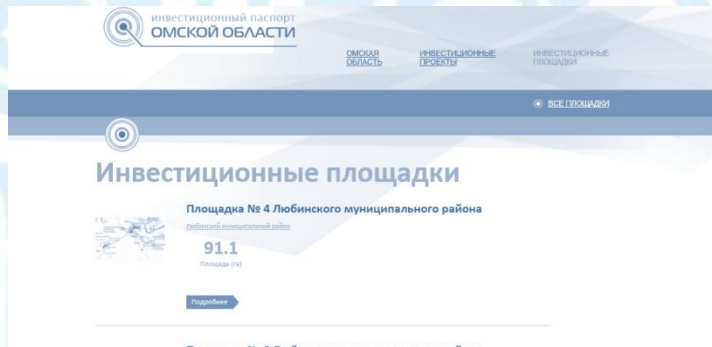 инвестиционный паспорт
ОМСКОЙ ОБЛАСТИ
ОМСКАЯ ОБЛАСТЬ
ИНВЕСТИЦИОННЫЕ ПРОЕКТЫ
ИНВЕСТИЦИОННЫЕ ПЛОЩАДКИ
ВСЕ ПЛОЩАДКИ
Инвестиционные площадки
Площадка № 4 Любинского муниципального района
Любинский муниципальный район
91.1
Площадь (га)
Подробнее